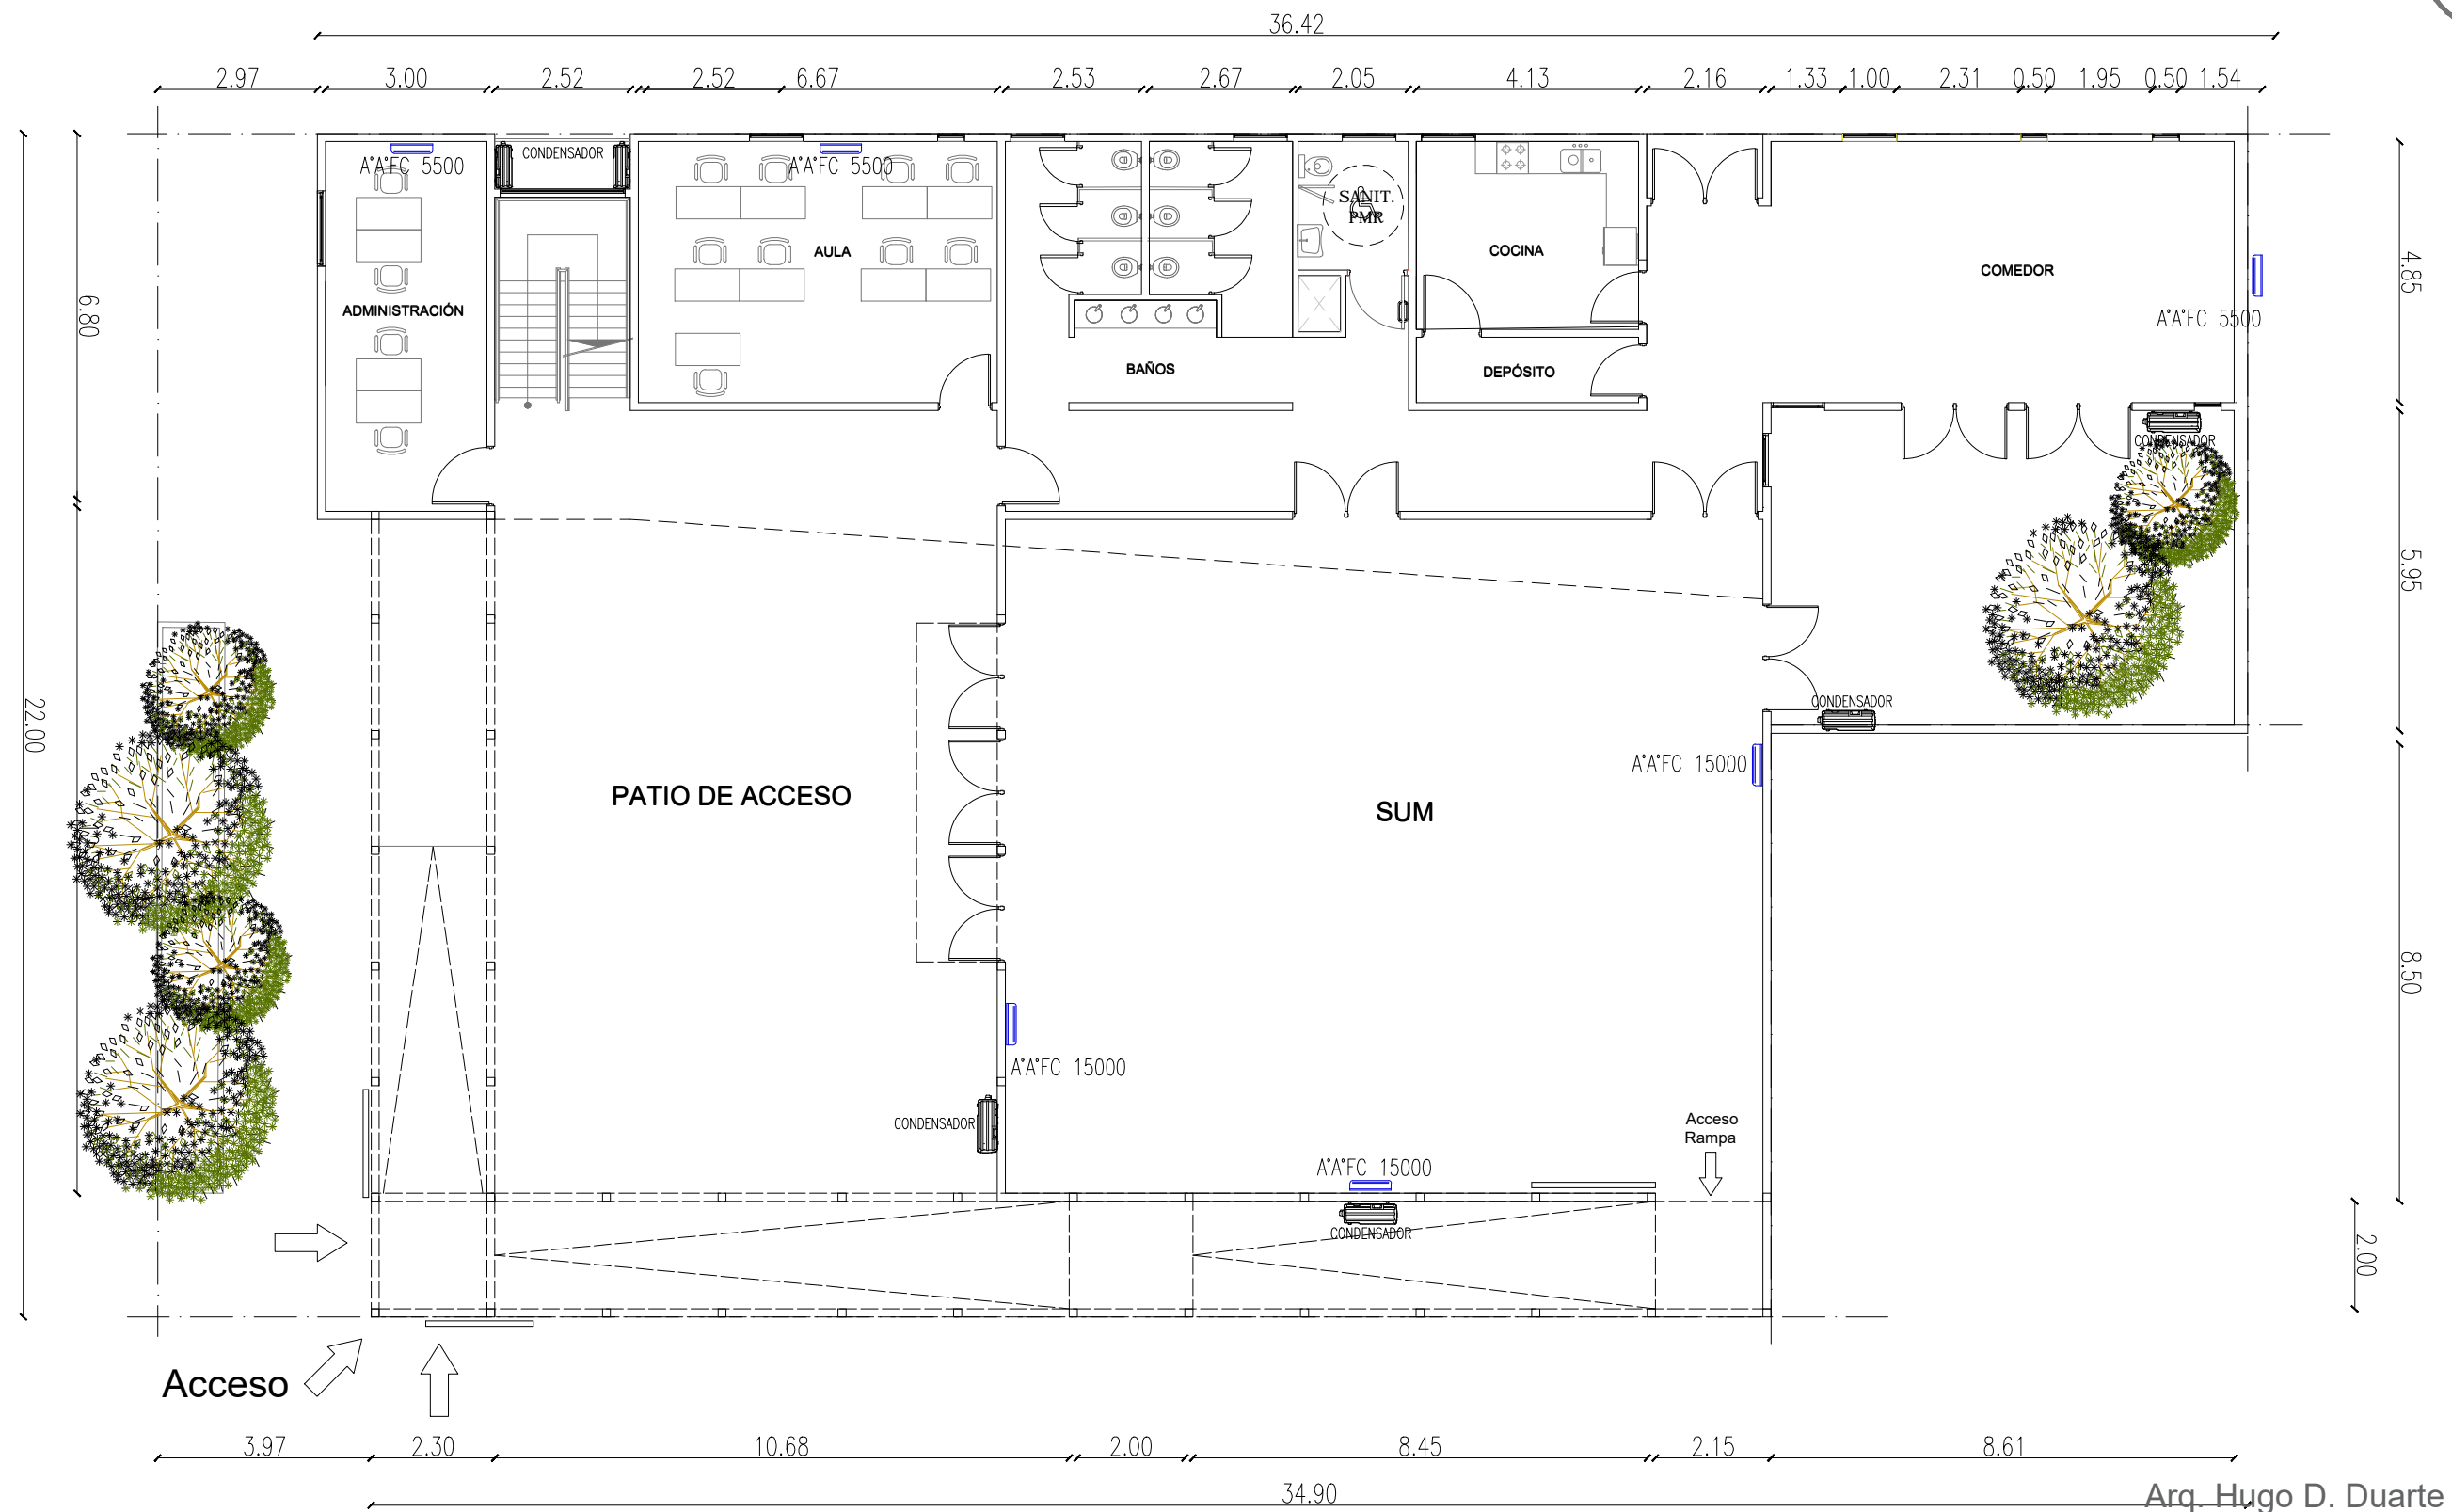 36.42
2.97 3.00 2.52 2.52 6.67 2.53 2.67 2.05 4.13 2.16 1.33 1.00 2.31 0.50 1.95 0.50 1.54
CONDENSADOR
A°A°FC 5500
A°A°FC 5500
SANIT.
PMR
AULA
COCINA
COMEDOR
4.85
6.80
ADMINISTRACIÓN
A°A°FC 5500
BAÑOS
DEPÓSITO
CONDENSADOR
5.95
CONDENSADOR
22.00
A°A°FC 15000
PATIO DE ACCESO
SUM
8.50
A°A°FC 15000
CONDENSADOR
Acceso
Rampa
A°A°FC 15000
CONDENSADOR
2.00
Acceso
3.97 2.30 10.68 2.00 8.45 2.15 8.61
34.90
Arq. Hugo D. Duarte